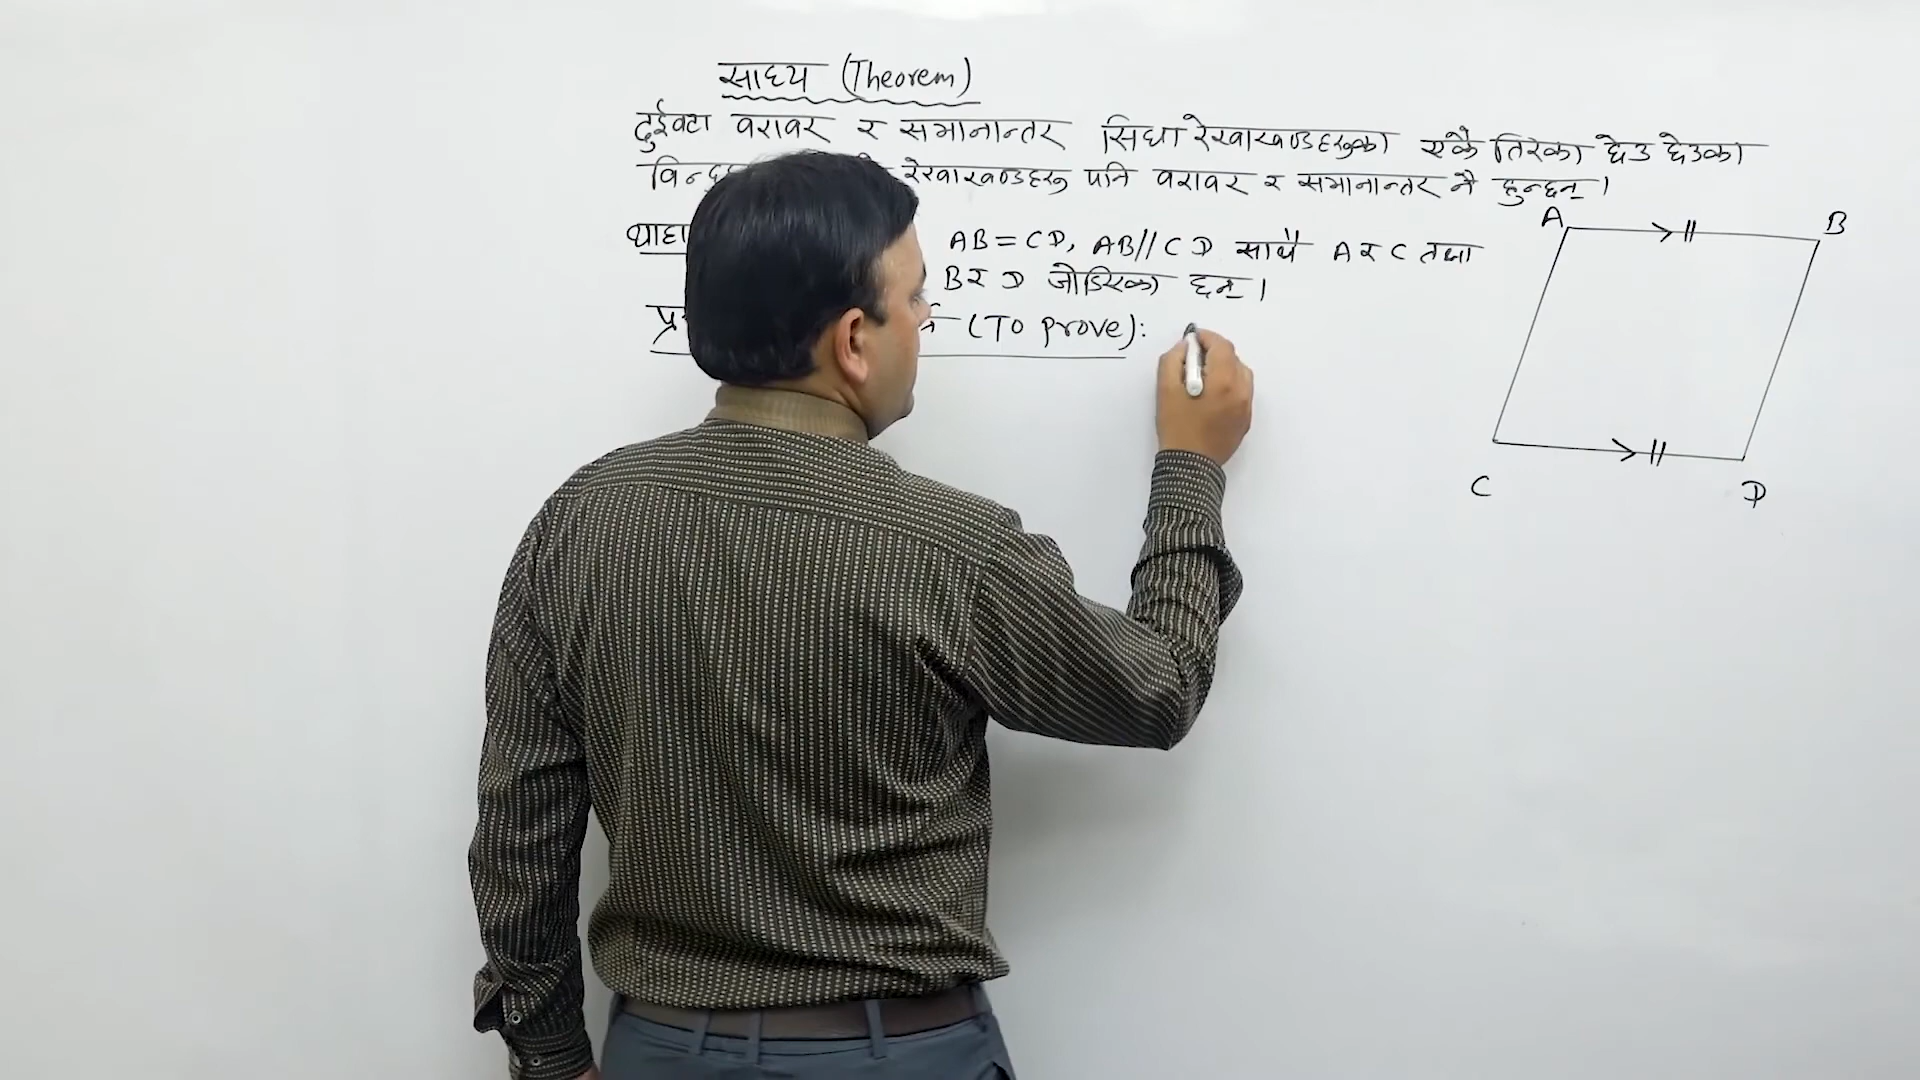 साध्य (Theorem)
दुईवटा बराबर र समानान्तर सिधा रेखाखण्डहरुका एकै तिरका छेउ छेउका
रेखाखण्डहरु पनि बराबर र समानान्तर नै हुन्छन् ।
AB = CD, AB // CD साथै A र C तथा
B र D जोडिएका छन् ।
(To prove):
A
B
C
D